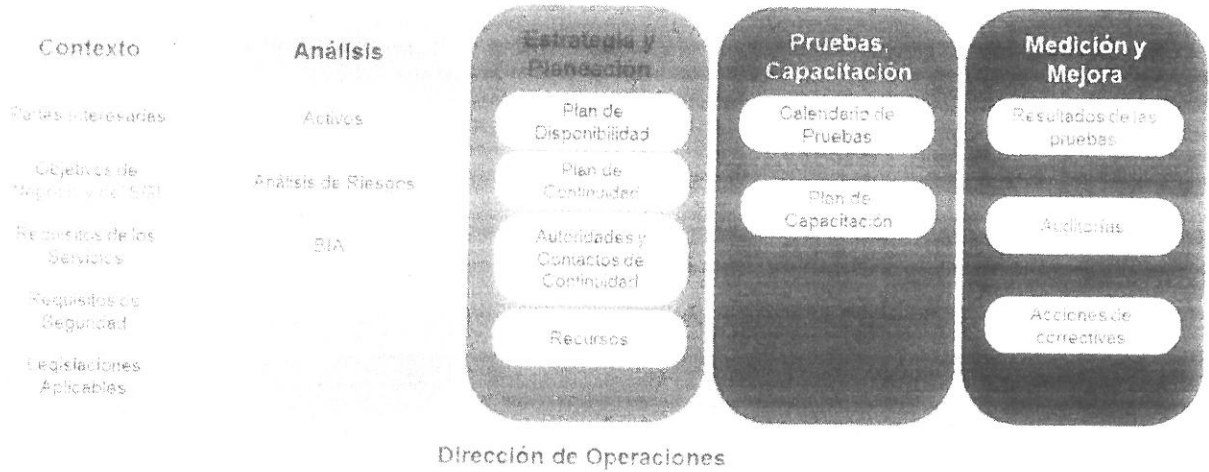 Contexto
Partes Interesadas
Objetivos de
Requisitos de los
Servicios
Requisitos de
Seguridad
Legislaciones
Aplicables
Análisis
Activos
Análisis de Riesgos
BIA
Estrategia y
Planeación
Plan de
Disponibilidad
Plan de
Continuidad
Autoridades y
Contactos de
Continuidad
Recursos
Pruebas,
Capacitación
Calendario de
Pruebas
Plan de
Capacitación
Medición y
Mejora
Resultados de las
pruebas
Auditorías
Acciones de
correctivas
Dirección de Operaciones